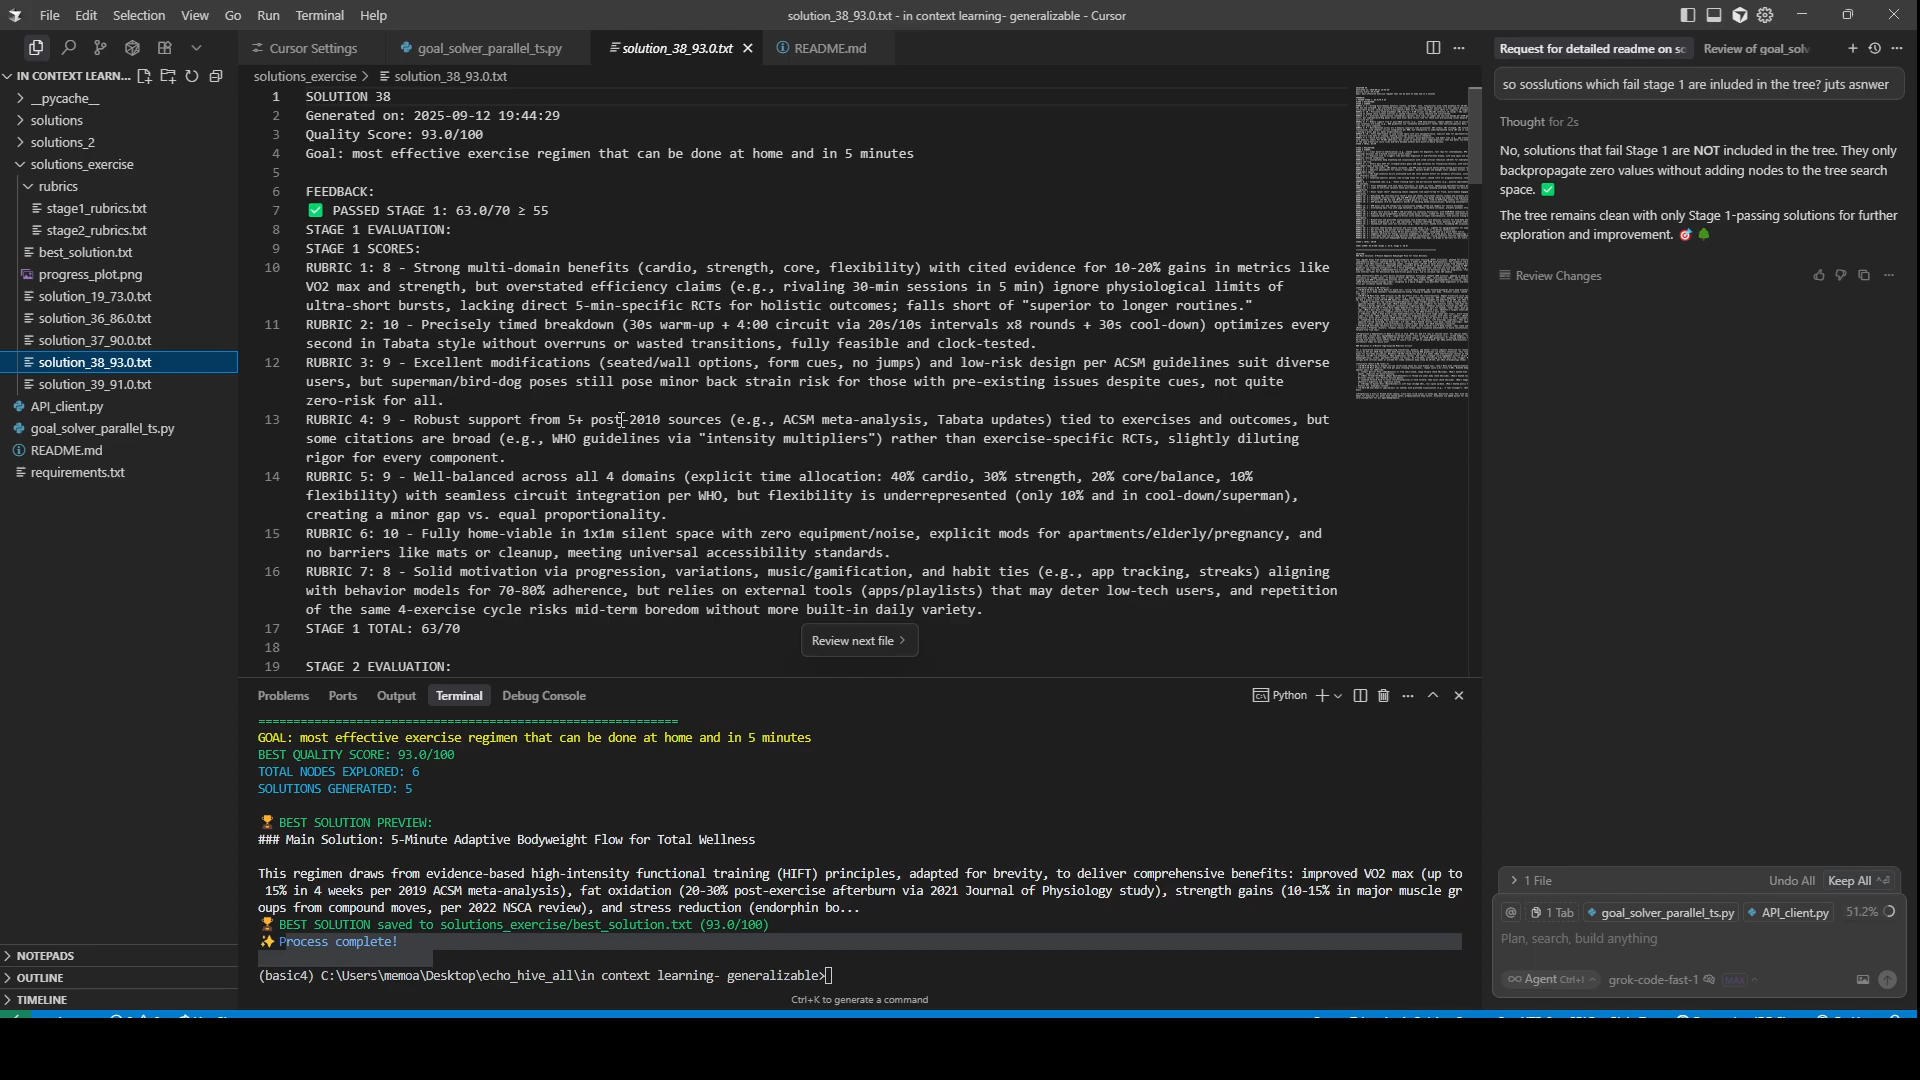 File Edit Selection View Go Run Terminal Help
solution_38_93.0.txt - in context learning- generalizable - Cursor
IN CONTEXT LEARN...
__pycache__
solutions
solutions_2
solutions_exercise
rubrics
stage1_rubrics.txt
stage2_rubrics.txt
best_solution.txt
progress_plot.png
solution_19_73.0.txt
solution_36_86.0.txt
solution_37_90.0.txt
solution_38_93.0.txt
solution_39_91.0.txt
API_client.py
goal_solver_parallel_ts.py
README.md
requirements.txt
NOTEPADS
OUTLINE
TIMELINE
Cursor Settings goal_solver_parallel_ts.py solution_38_93.0.txt README.md
solutions_exercise > solution_38_93.0.txt
1 SOLUTION 38
2 Generated on: 2025-09-12 19:44:29
3 Quality Score: 93.0/100
4 Goal: most effective exercise regimen that can be done at home and in 5 minutes
5
6 FEEDBACK:
7 ✅ PASSED STAGE 1: 63.0/70 ≥ 55
8 STAGE 1 EVALUATION:
9 STAGE 1 SCORES:
10 RUBRIC 1: 8 - Strong multi-domain benefits (cardio, strength, core, flexibility) with cited evidence for 10-20% gains in metrics like
VO2 max and strength, but overstated efficiency claims (e.g., rivaling 30-min sessions in 5 min) ignore physiological limits of
ultra-short bursts, lacking direct 5-min-specific RCTs for holistic outcomes; falls short of "superior to longer routines."
11 RUBRIC 2: 10 - Precisely timed breakdown (30s warm-up + 4:00 circuit via 20s/10s intervals x8 rounds + 30s cool-down) optimizes every
second in Tabata style without overruns or wasted transitions, fully feasible and clock-tested.
12 RUBRIC 3: 9 - Excellent modifications (seated/wall options, form cues, no jumps) and low-risk design per ACSM guidelines suit diverse
users, but superman/bird-dog poses still pose minor back strain risk for those with pre-existing issues despite cues, not quite
zero-risk for all.
13 RUBRIC 4: 9 - Robust support from 5+ post-2010 sources (e.g., ACSM meta-analysis, Tabata updates) tied to exercises and outcomes, but
some citations are broad (e.g., WHO guidelines via "intensity multipliers") rather than exercise-specific RCTs, slightly diluting
rigor for every component.
14 RUBRIC 5: 9 - Well-balanced across all 4 domains (explicit time allocation: 40% cardio, 30% strength, 20% core/balance, 10%
flexibility) with seamless circuit integration per WHO, but flexibility is underrepresented (only 10% and in cool-down/superman),
creating a minor gap vs. equal proportionality.
15 RUBRIC 6: 10 - Fully home-viable in 1x1m silent space with zero equipment/noise, explicit mods for apartments/elderly/pregnancy, and
no barriers like mats or cleanup, meeting universal accessibility standards.
16 RUBRIC 7: 8 - Solid motivation via progression, variations, music/gamification, and habit ties (e.g., app tracking, streaks) aligning
with behavior models for 70-80% adherence, but relies on external tools (apps/playlists) that may deter low-tech users, and repetition
of the same 4-exercise cycle risks mid-term boredom without more built-in daily variety.
17 STAGE 1 TOTAL: 63/70
18
19 STAGE 2 EVALUATION:
Review next file >
Problems Ports Output Terminal Debug Console
Python
============================================================
GOAL: most effective exercise regimen that can be done at home and in 5 minutes
BEST QUALITY SCORE: 93.0/100
TOTAL NODES EXPLORED: 6
SOLUTIONS GENERATED: 5
🏆 BEST SOLUTION PREVIEW:
### Main Solution: 5-Minute Adaptive Bodyweight Flow for Total Wellness
This regimen draws from evidence-based high-intensity functional training (HIFT) principles, adapted for brevity, to deliver comprehensive benefits: improved VO2 max (up to
15% in 4 weeks per 2019 ACSM meta-analysis), fat oxidation (20-30% post-exercise afterburn via 2021 Journal of Physiology study), strength gains (10-15% in major muscle gr
oups from compound moves, per 2022 NSCA review), and stress reduction (endorphin bo...
🏆 BEST SOLUTION saved to solutions_exercise/best_solution.txt (93.0/100)
✨ Process complete!
(basic4) C:\Users\memoa\Desktop\echo_hive_all\in context learning- generalizable>
Ctrl+K to generate a command
Request for detailed readme on sc Review of goal_solv
so sosslutions which fail stage 1 are inluded in the tree? juts asnwer
Thought for 2s
No, solutions that fail Stage 1 are NOT included in the tree. They only
backpropagate zero values without adding nodes to the tree search
space. ✅
The tree remains clean with only Stage 1-passing solutions for further
exploration and improvement. 🎯 🌳
Review Changes
> 1 File Undo All Keep All
@ 1 Tab goal_solver_parallel_ts.py API_client.py 51.2%
Plan, search, build anything
Agent Ctrl+I grok-code-fast-1 MAX